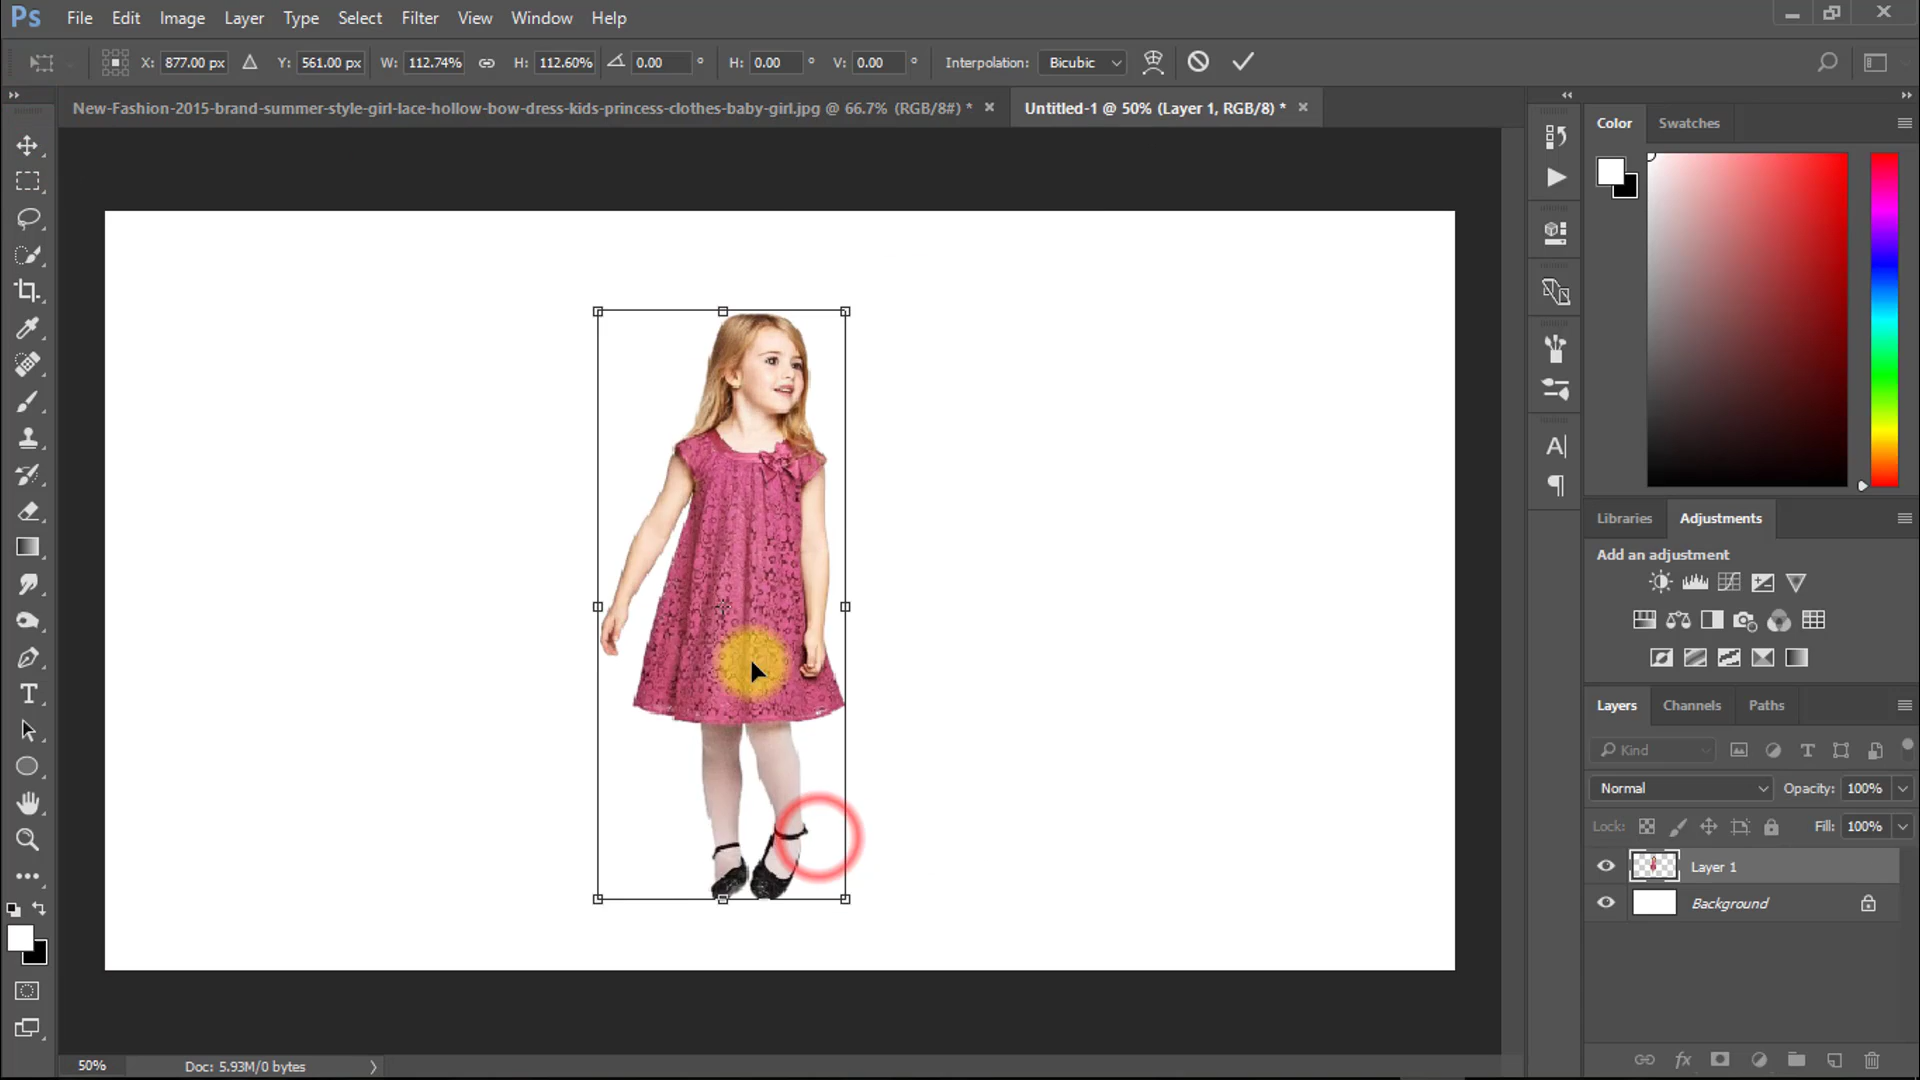 Ps File Edit Image Layer Type Select Filter View Window Help
X: 877.00 px Y: 561.00 px W: 112.74% H: 112.60% 0.00 ° H: 0.00 ° V: 0.00 ° Interpolation: Bicubic
New-Fashion-2015-brand-summer-style-girl-lace-hollow-bow-dress-kids-princess-clothes-baby-girl.jpg @ 66.7% (RGB/8#) * Untitled-1 @ 50% (Layer 1, RGB/8) *
Color Swatches
Libraries Adjustments
Add an adjustment
Layers Channels Paths
Kind
Normal Opacity: 100%
Lock: Fill: 100%
Layer 1
Background
fx
50% Doc: 5.93M/0 bytes